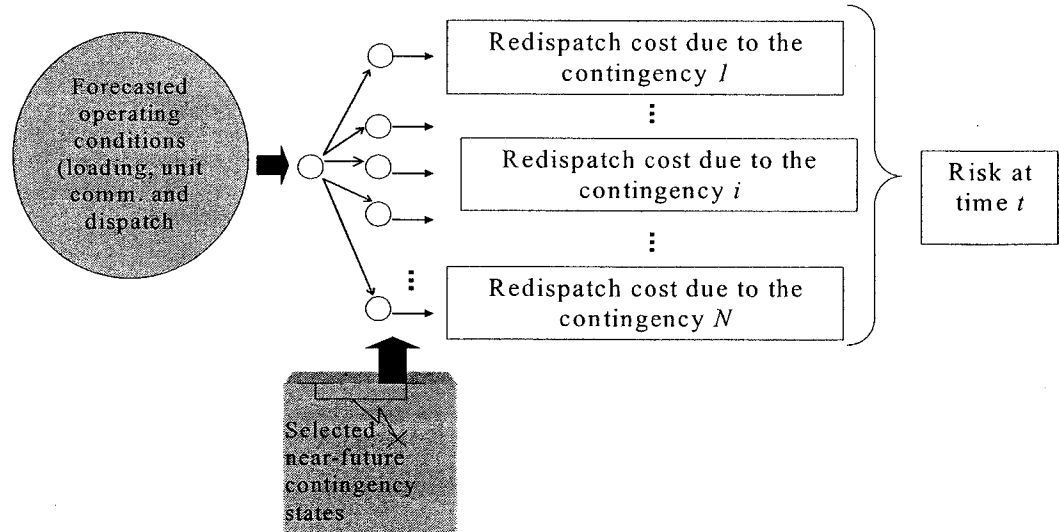 Forecasted
operating
conditions
(loading, unit
comm. and
dispatch
Redispatch cost due to the
contingency 1
...
Redispatch cost due to the
contingency i
...
Redispatch cost due to the
contingency N
...
Risk at
time t
Selected
near-future
contingency
states